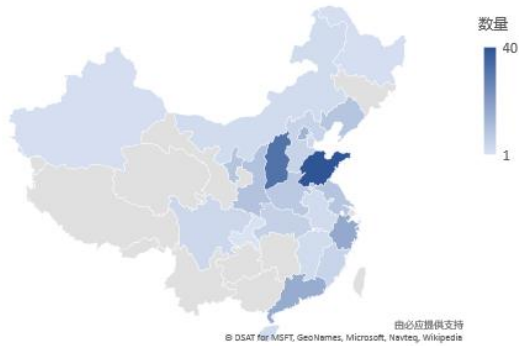 数量
40
1
由必应提供支持
© DSAT for MSFT, GeoNames, Microsoft, Navteq, Wikipedia